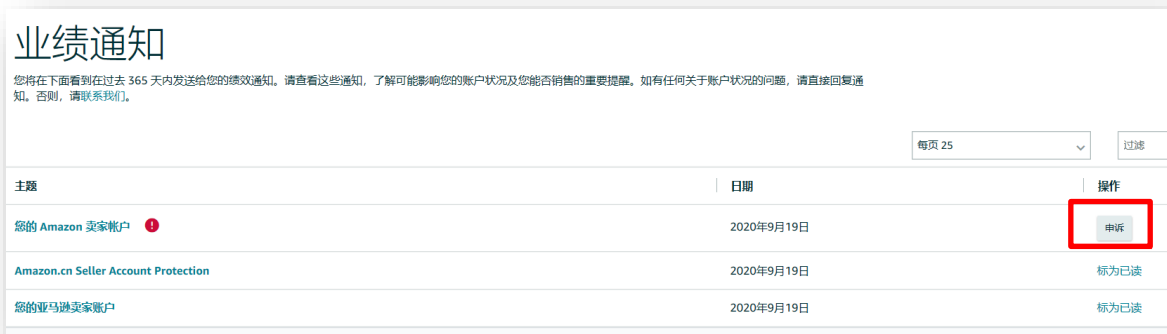 业绩通知
您将在下面看到在过去 365 天内发送给您的绩效通知。请查看这些通知，了解可能影响您的账户状况及您能否销售的重要提醒。如有任何关于账户状况的问题，请直接回复通
知。否则，请联系我们。
每页 25 过滤
主题 日期 操作
您的 Amazon 卖家帐户 2020年9月19日 申诉
Amazon.cn Seller Account Protection 2020年9月19日 标为已读
您的亚马逊卖家账户 2020年9月19日 标为已读